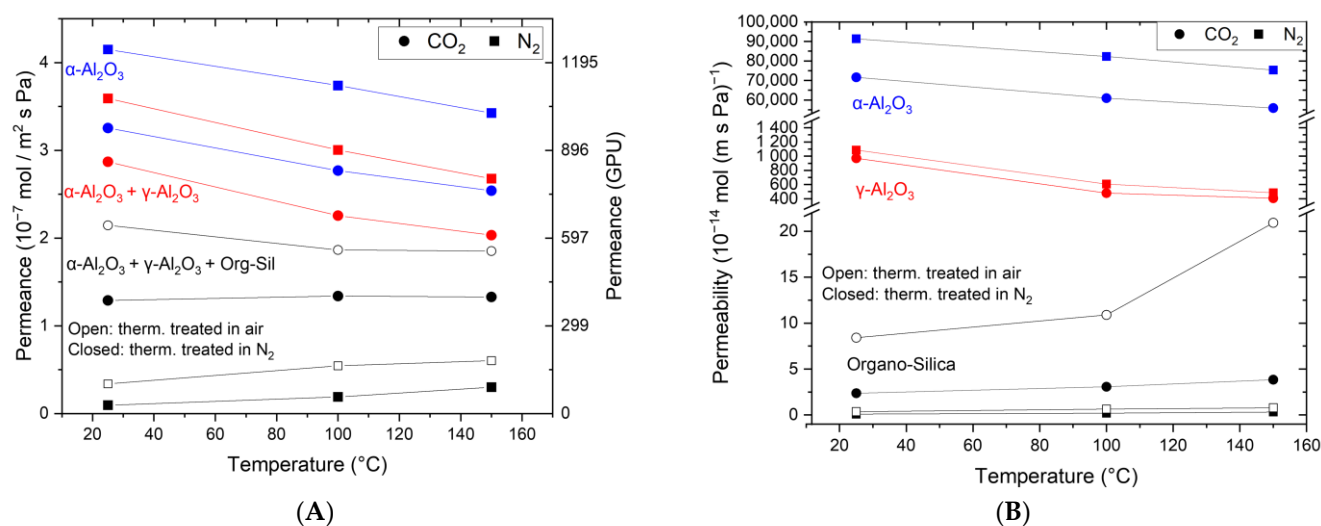 CO₂ N₂
α-Al₂O₃
α-Al₂O₃ + γ-Al₂O₃
α-Al₂O₃ + γ-Al₂O₃ + Org-Sil
Open: therm. treated in air
Closed: therm. treated in N₂
Permeance (10⁻⁷ mol / m² s Pa)
4
3
2
1
0
1195
896
597
299
0
Permeance (GPU)
20 40 60 80 100 120 140 160
Temperature (°C)
(A)
CO₂ N₂
α-Al₂O₃
γ-Al₂O₃
Open: therm. treated in air
Closed: therm. treated in N₂
Organo-Silica
Permeability (10⁻¹⁴ mol (m s Pa)⁻¹
100,000
90,000
80,000
70,000
60,000
1 400
1 200
1 000
800
600
400
20
15
10
5
0
20 40 60 80 100 120 140 160
Temperature (°C)
(B)